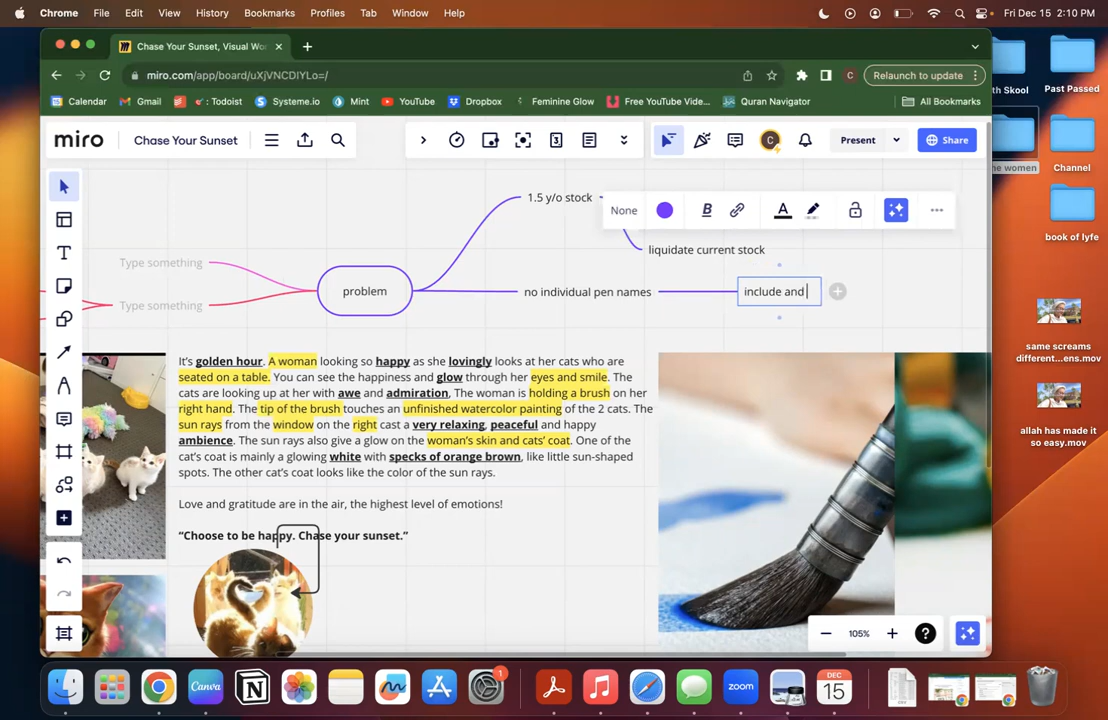 Chrome File Edit View History Bookmarks Profiles Tab Window Help Fri Dec 15 2:10 PM
Chase Your Sunset, Visual Wo
miro.com/app/board/uXjVNCDIYLo=/ C Relaunch to update
Calendar Gmail : Todoist Systeme.io Mint YouTube Dropbox Feminine Glow Free YouTube Vide... Quran Navigator All Bookmarks
miro Chase Your Sunset 3 C Present Share
1.5 y/o stock
None B A
Type something
liquidate current stock
problem
no individual pen names
include and
Type something
It's golden hour. A woman looking so happy as she lovingly looks at her cats who are
seated on a table. You can see the happiness and glow through her eyes and smile. The
cats are looking up at her with awe and admiration, The woman is holding a brush on her
right hand. The tip of the brush touches an unfinished watercolor painting of the 2 cats. The
sun rays from the window on the right cast a very relaxing, peaceful and happy
ambience. The sun rays also give a glow on the woman's skin and cats' coat. One of the
cat's coat is mainly a glowing white with specks of orange brown, like little sun-shaped
spots. The other cat's coat looks like the color of the sun rays.
Love and gratitude are in the air, the highest level of emotions!
"Choose to be happy. Chase your sunset."
105% ?
th Skool
Past Passed
ne women
Channel
book of lyfe
same screams
different...ens.mov
allah has made it
so easy.mov
Canva
1
zoom
DEC
15